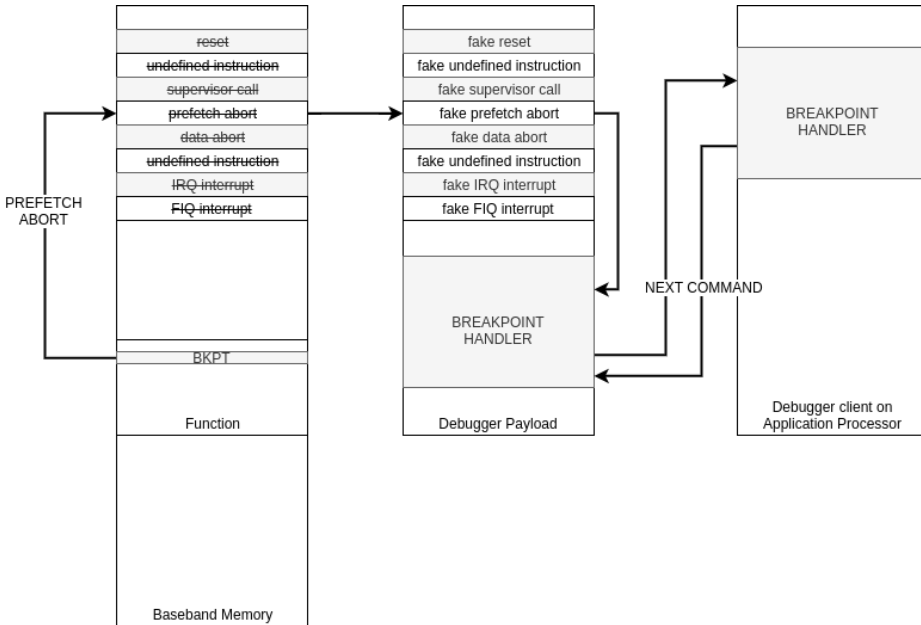 reset
undefined instruction
supervisor call
prefetch abort
data abort
undefined instruction
IRQ interrupt
FIQ interrupt
PREFETCH
ABORT
BKPT
Function
Baseband Memory
fake reset
fake undefined instruction
fake supervisor call
fake prefetch abort
fake data abort
fake undefined instruction
fake IRQ interrupt
fake FIQ interrupt
BREAKPOINT
HANDLER
Debugger Payload
NEXT COMMAND
BREAKPOINT
HANDLER
Debugger client on
Application Processor